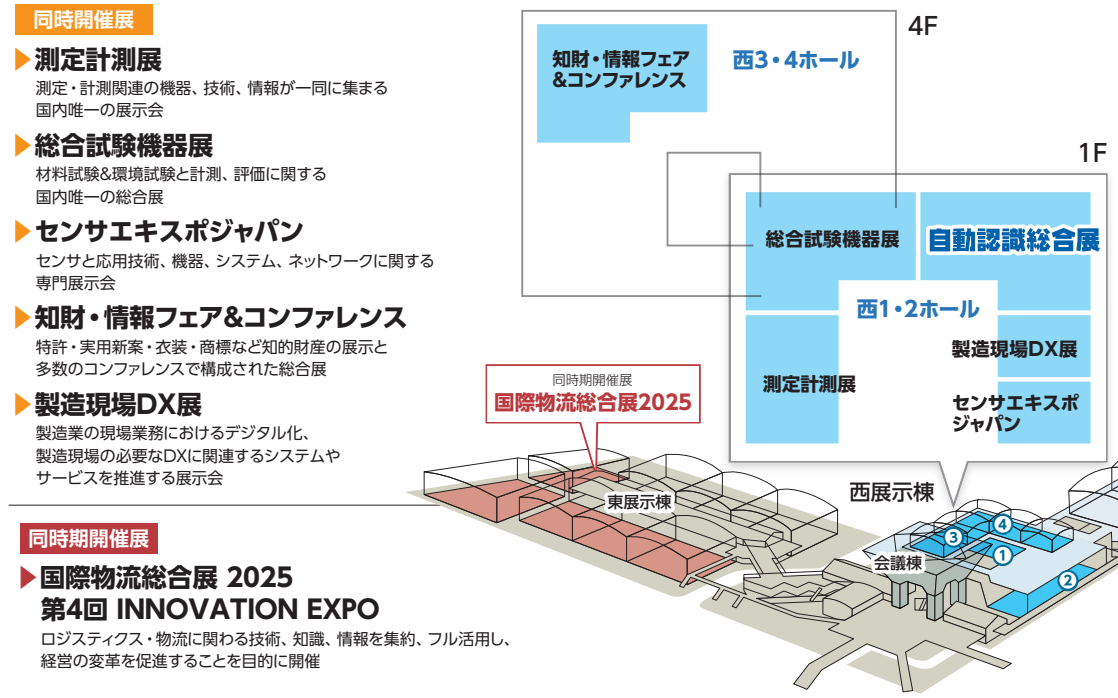 同時開催展
測定計測展
測定・計測関連の機器、技術、情報が一同に集まる
国内唯一の展示会
総合試験機器展
材料試験&環境試験と計測、評価に関する
国内唯一の総合展
センサエキスポジャパン
センサと応用技術、機器、システム、ネットワークに関する
専門展示会
知財・情報フェア&コンファレンス
特許・実用新案・衣装・商標など知的財産の展示と
多数のコンファレンスで構成された総合展
製造現場DX展
製造業の現場業務におけるデジタル化、
製造現場の必要なDXに関連するシステムや
サービスを推進する展示会
同時期開催展
国際物流総合展 2025
第4回 INNOVATION EXPO
ロジスティクス・物流に関わる技術、知識、情報を集約、フル活用し、
経営の変革を促進することを目的に開催
4F
知財・情報フェア
&コンファレンス
西3・4ホール
1F
総合試験機器展
自動認識総合展
西1・2ホール
製造現場DX展
測定計測展
センサエキスポ
ジャパン
同時期開催展
国際物流総合展2025
東展示棟
西展示棟
会議棟
④
③
①
②